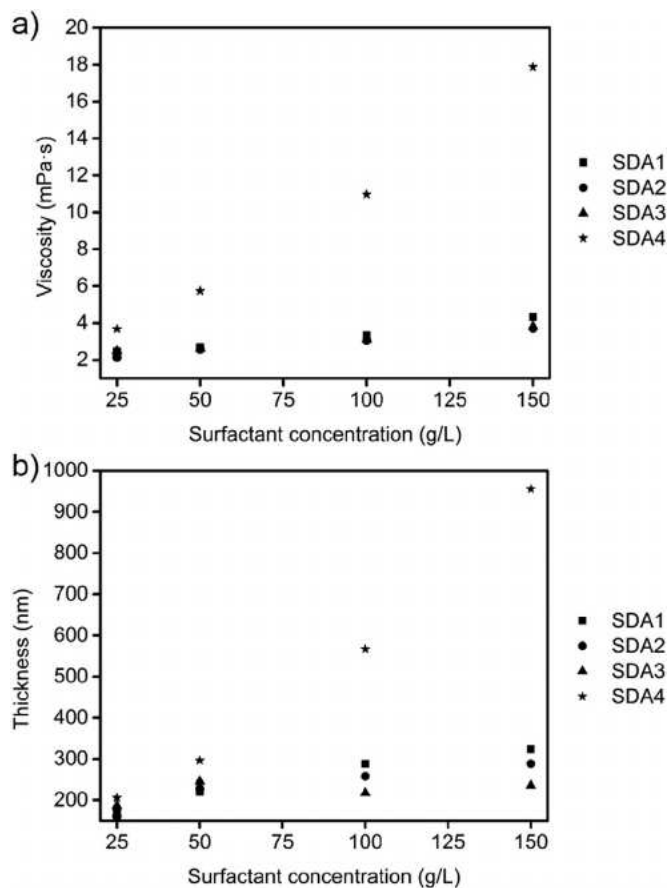 a)
20
18
16
14
12
10
8
6
4
2
Viscosity (mPa·s)
25 50 75 100 125 150
Surfactant concentration (g/L)
SDA1
SDA2
SDA3
SDA4
b)
1000
900
800
700
600
500
400
300
200
Thickness (nm)
25 50 75 100 125 150
Surfactant concentration (g/L)
SDA1
SDA2
SDA3
SDA4